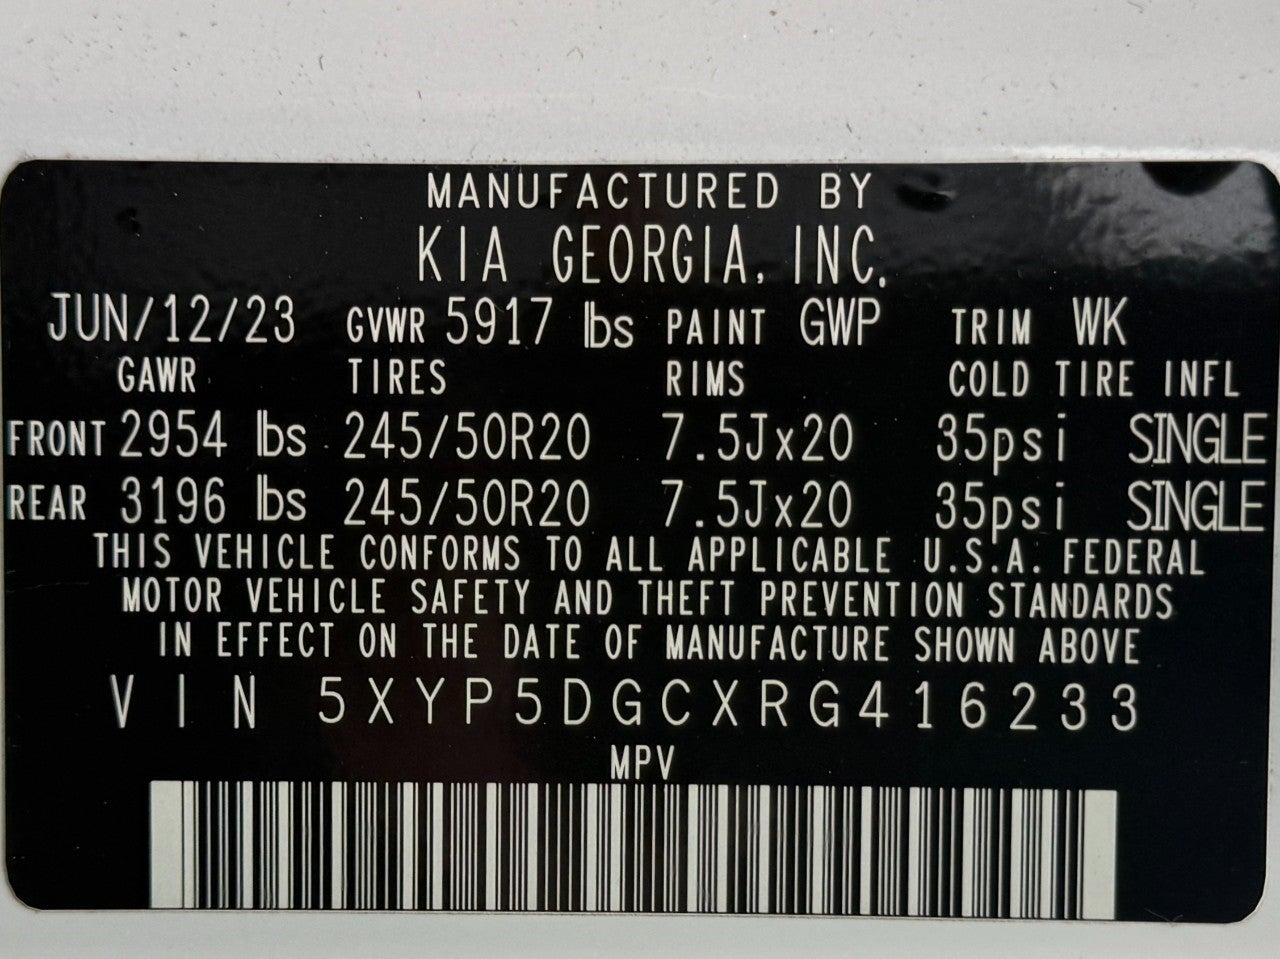 MANUFACTURED BY
KIA GEORGIA, INC.
JUN/12/23 GVWR 5917 lbs PAINT GWP TRIM WK
GAWR TIRES RIMS COLD TIRE INFL
FRONT 2954 lbs 245/50R20 7.5Jx20 35psi SINGLE
REAR 3196 lbs 245/50R20 7.5Jx20 35psi SINGLE
THIS VEHICLE CONFORMS TO ALL APPLICABLE U.S.A. FEDERAL
MOTOR VEHICLE SAFETY AND THEFT PREVENTION STANDARDS
IN EFFECT ON THE DATE OF MANUFACTURE SHOWN ABOVE
VIN 5XYP5DGCXRG416233
MPV